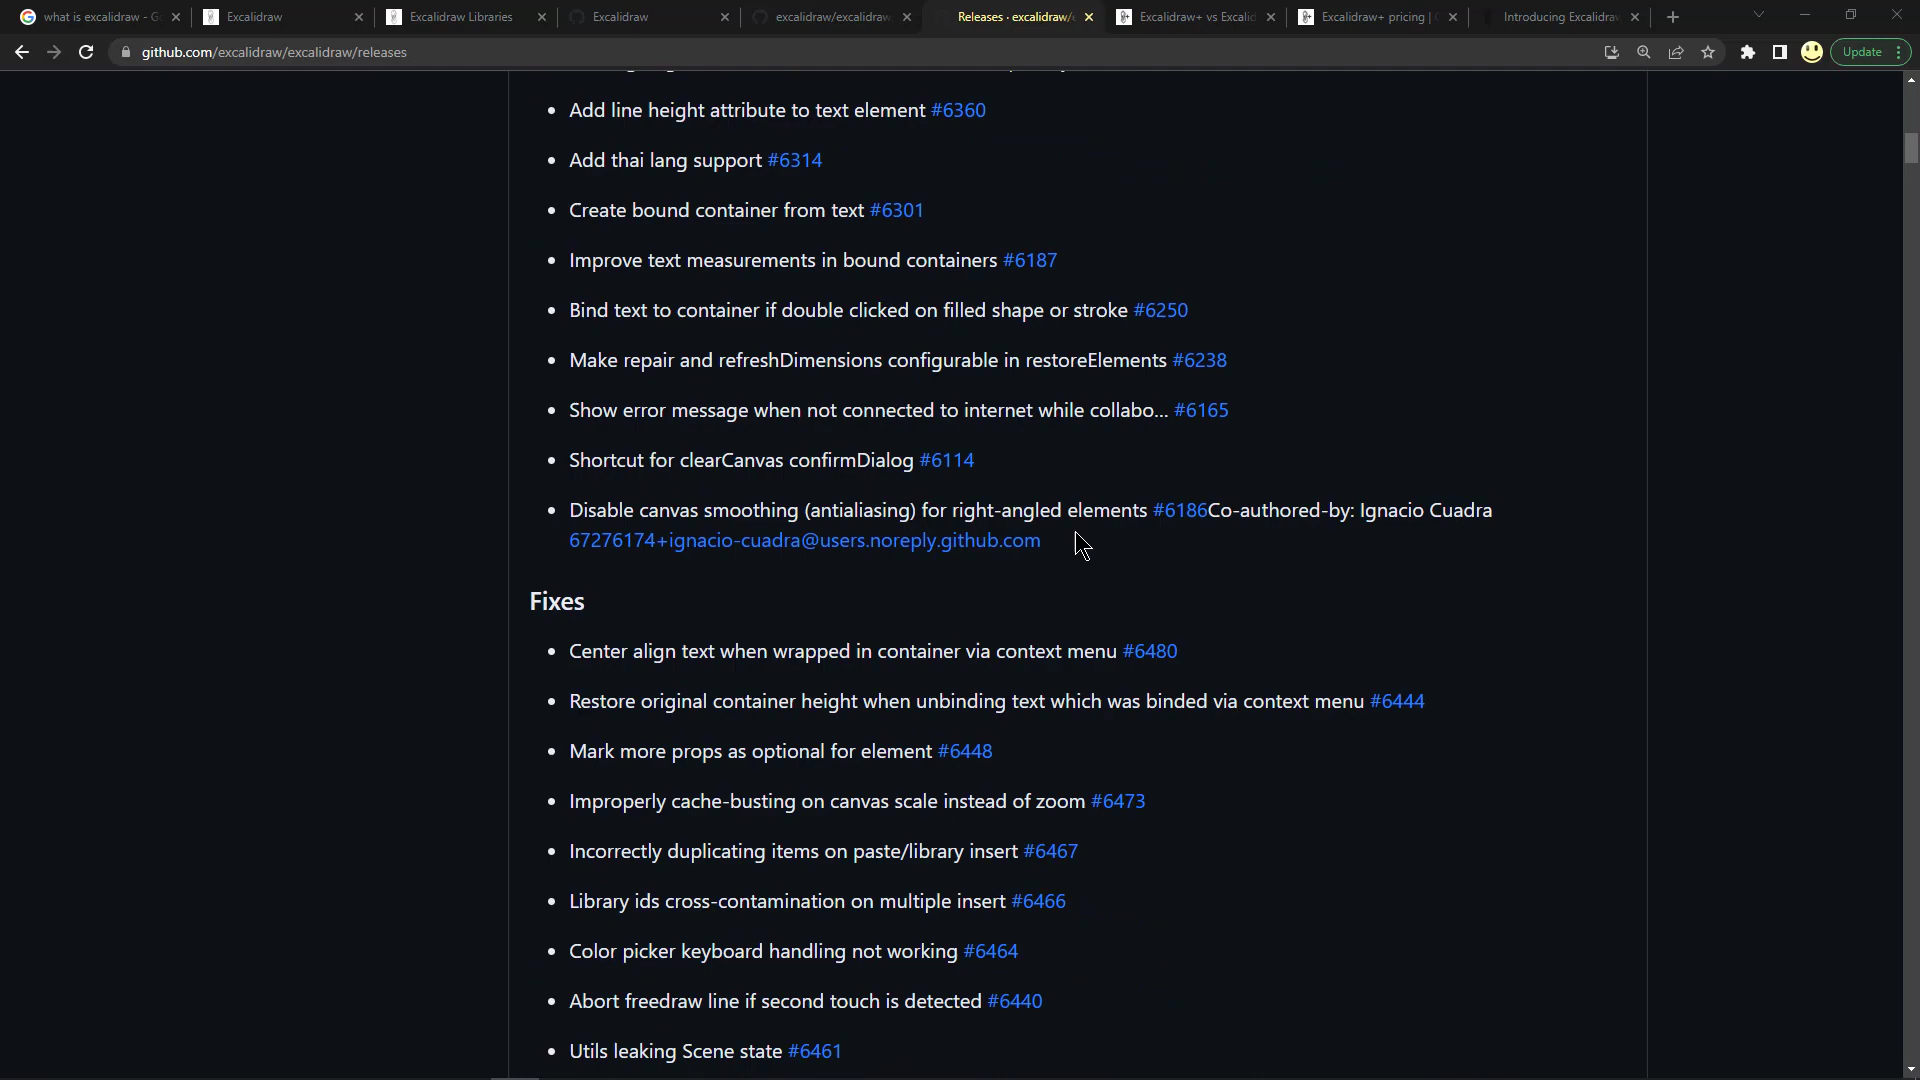 what is excalidraw - Go
Excalidraw
Excalidraw Libraries
Excalidraw
excalidraw/excalidraw
Releases · excalidraw/
Excalidraw+ vs Excalid
Excalidraw+ pricing |
Introducing Excalidraw
github.com/excalidraw/excalidraw/releases
Update
Add line height attribute to text element #6360
Add thai lang support #6314
Create bound container from text #6301
Improve text measurements in bound containers #6187
Bind text to container if double clicked on filled shape or stroke #6250
Make repair and refreshDimensions configurable in restoreElements #6238
Show error message when not connected to internet while collabo... #6165
Shortcut for clearCanvas confirmDialog #6114
Disable canvas smoothing (antialiasing) for right-angled elements #6186Co-authored-by: Ignacio Cuadra
67276174+ignacio-cuadra@users.noreply.github.com
Fixes
Center align text when wrapped in container via context menu #6480
Restore original container height when unbinding text which was binded via context menu #6444
Mark more props as optional for element #6448
Improperly cache-busting on canvas scale instead of zoom #6473
Incorrectly duplicating items on paste/library insert #6467
Library ids cross-contamination on multiple insert #6466
Color picker keyboard handling not working #6464
Abort freedraw line if second touch is detected #6440
Utils leaking Scene state #6461